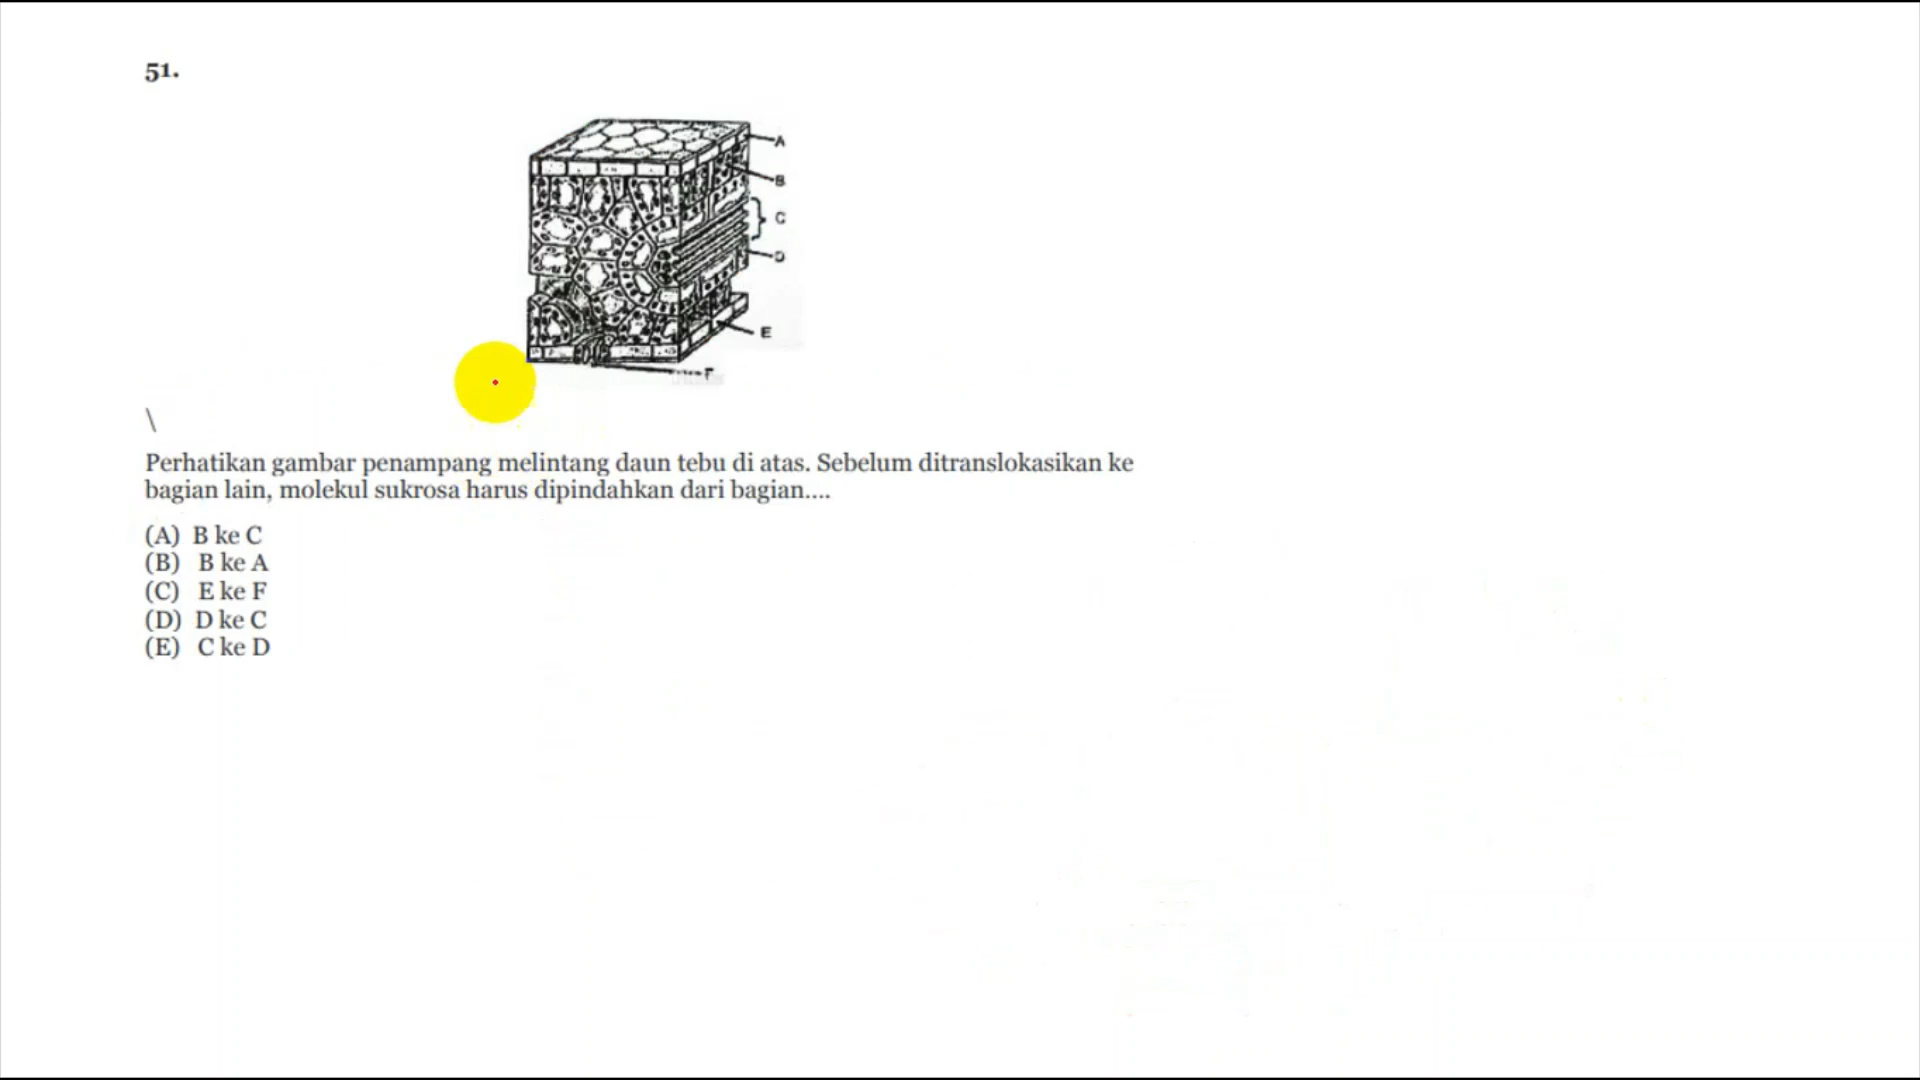 51.
A
B
C
D
E
F
\
Perhatikan gambar penampang melintang daun tebu di atas. Sebelum ditranslokasikan ke
bagian lain, molekul sukrosa harus dipindahkan dari bagian....
(A) B ke C
(B) B ke A
(C) E ke F
(D) D ke C
(E) C ke D